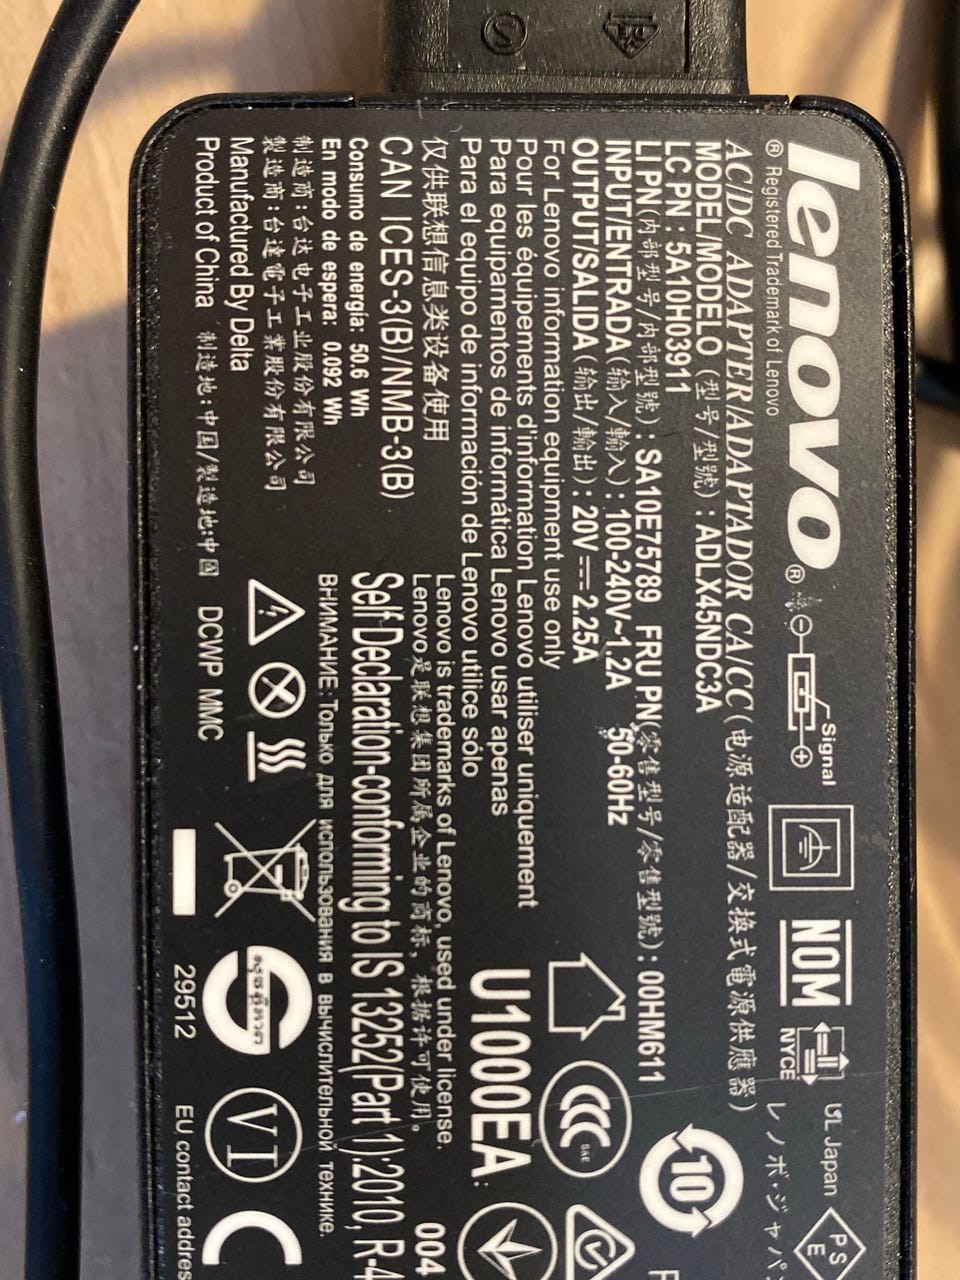 lenovo®
Signal
® Registered Trademark of Lenovo
AC/DC ADAPTER/ADAPTADOR CA/CC(电源适配器/交換式電源供應器)
MODEL/MODELO (型号/型號) : ADLX45NDC3A
LC PN : 5A10H03911
LI PN(内部型号/內部型號) : SA10E75789 FRU PN(零售型号/零售型號) : 00HM611
INPUT/ENTRADA(输入/輸入) : 100-240V~1.2A 50-60Hz
OUTPUT/SALIDA(输出/輸出) : 20V⎓2.25A
For Lenovo information equipment use only
Pour les équipements d'information Lenovo utiliser uniquement
Para equipamentos de informática Lenovo usar apenas
Para el equipo de información de Lenovo utilice sólo
仅供联想信息类设备使用
CAN ICES-3(B)/NMB-3(B)
Consumo de energía: 50.6 Wh
En modo de espera: 0.092 Wh
制造商:台达电子工业股份有限公司
製造商:台達電子工業股份有限公司
Manufactured By Delta
Product of China 制造地:中国/製造地:中国 DCWP MMC
Lenovo is trademarks of Lenovo, used under license.
Lenovo是联想集团所属企业的商标，根据许可使用。
Self Declaration-conforming to IS 13252(Part 1):2010, R-4
ВНИМАНИЕ: Только для использования в вычислительной технике.
NOM
NYCE
UL Japan
レノボ・ジャパ
PS
E
10
CCC
S&E
U1000EA:
004
VI
29512
EU contact addres